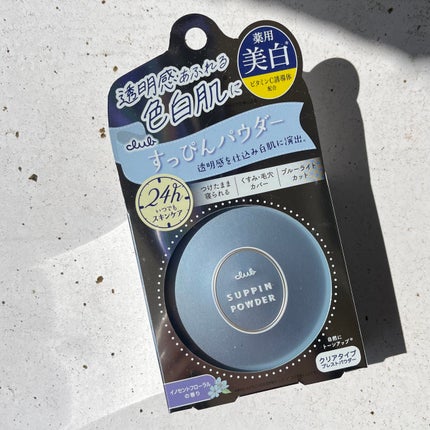 透明感あふれる
色白肌に
薬用
美白*
ビタミンC誘導体
配合
club
すっぴんパウダー
透明感を仕込み白肌に演出。
24h
いつでも
スキンケア
つけたまま
寝られる
くすみ・毛穴
カバー
ブルーライト
カット
club
SUPPIN
POWDER
自然に
トーンアップ
クリアタイプ
プレストパウダー
イノセントフローラル
の香り